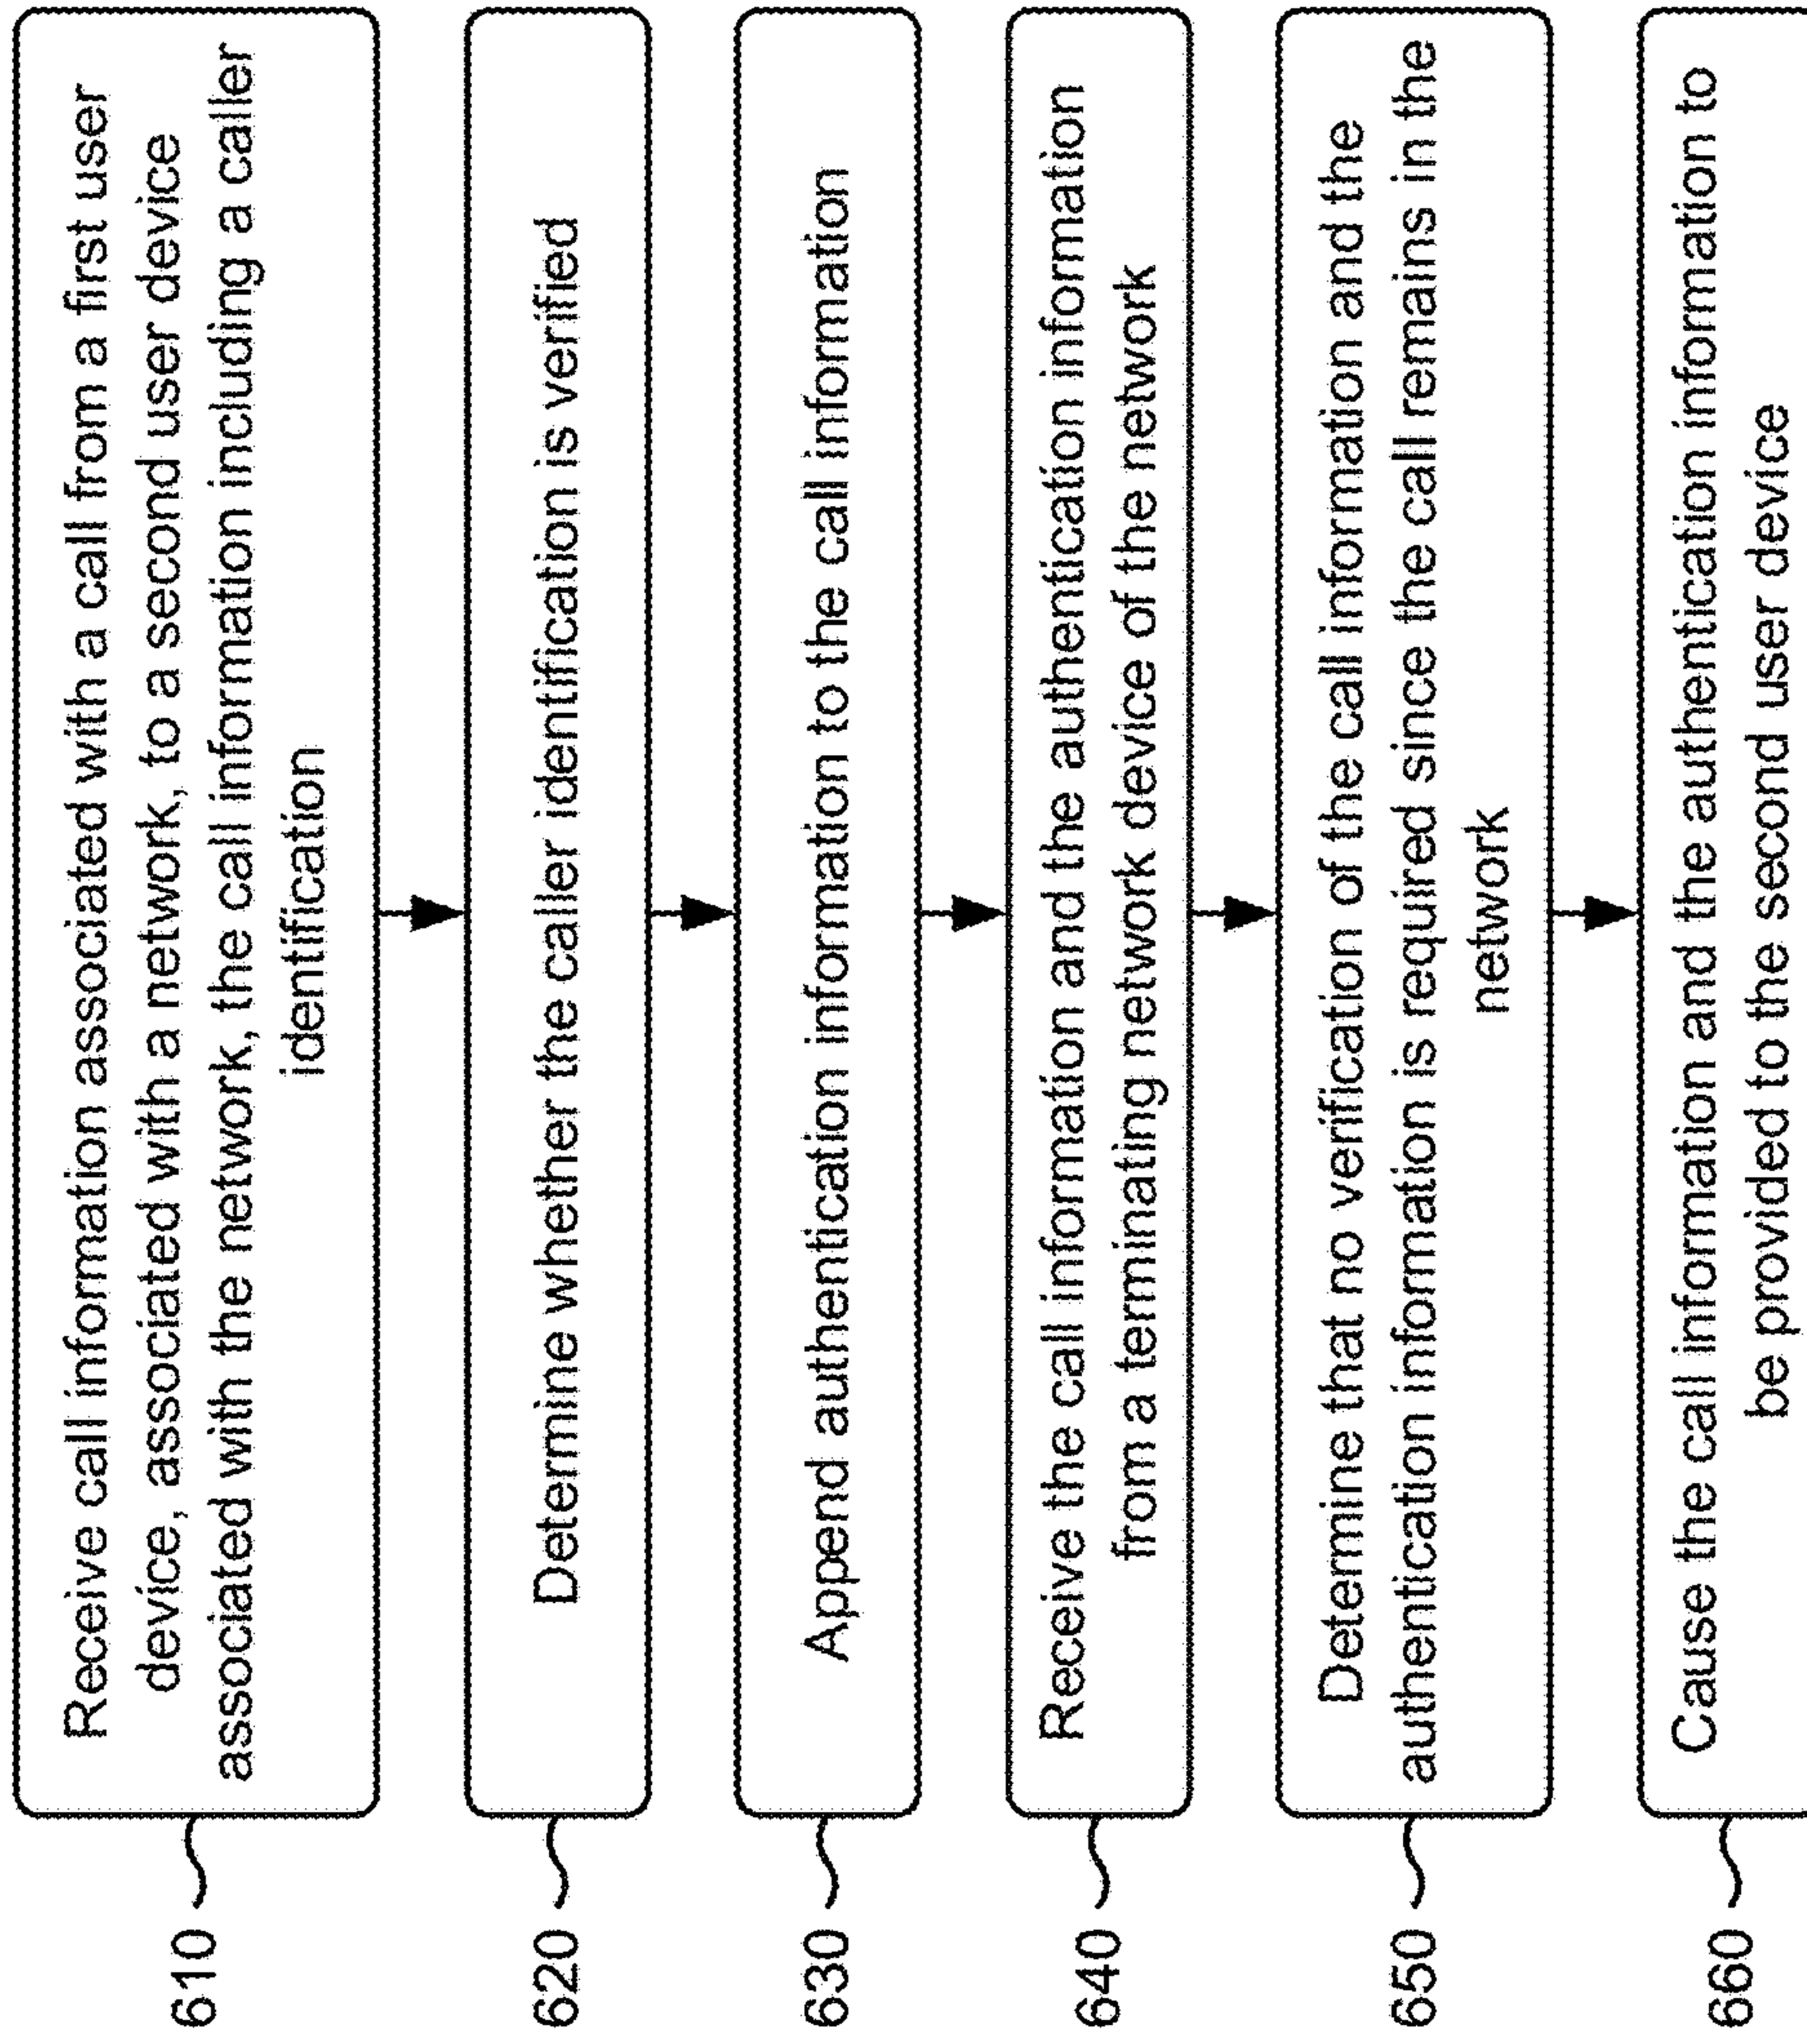 610
Receive call information associated with a call from a first user
device, associated with a network, to a second user device
associated with the network, the call information including a caller
identification
620
Determine whether the caller identification is verified
630
Append authentication information to the call information
640
Receive the call information and the authentication information
from a terminating network device of the network
650
Determine that no verification of the call information and the
authentication information is required since the call remains in the
network
660
Cause the call information and the authentication information to
be provided to the second user device